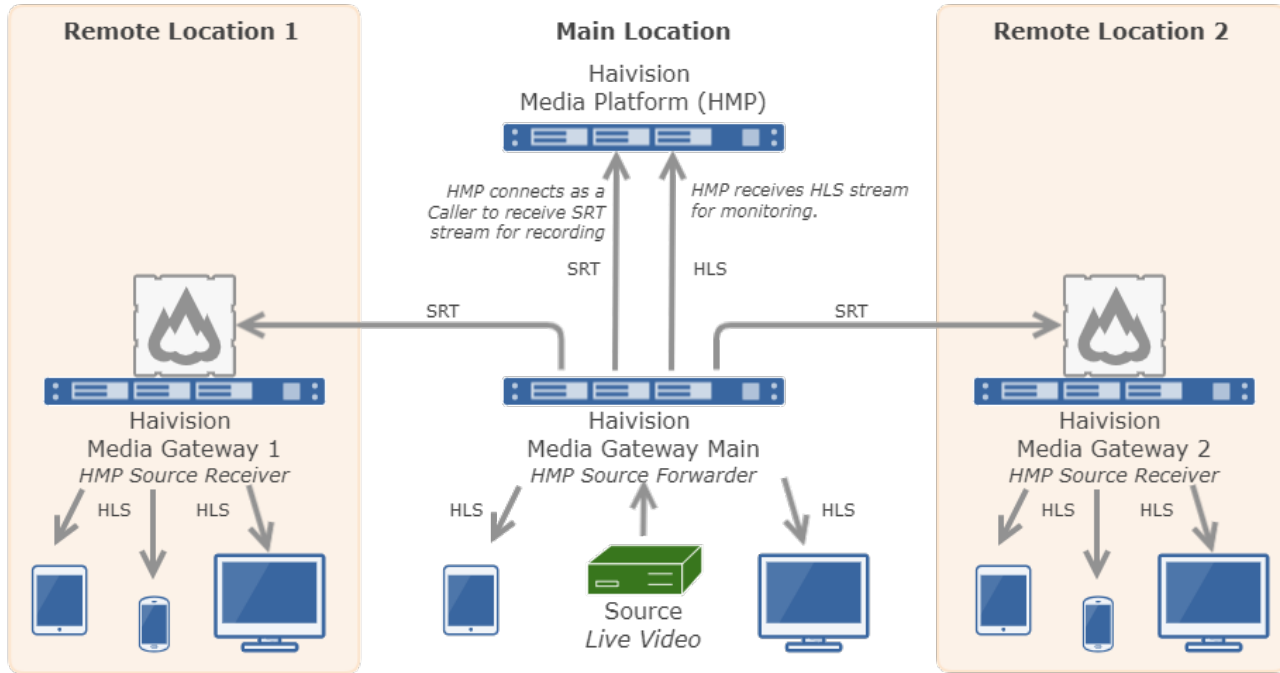 Remote Location 1
Main Location
Remote Location 2
Haivision
Media Platform (HMP)
HMP connects as a
Caller to receive SRT
stream for recording
HMP receives HLS stream
for monitoring.
SRT
HLS
SRT
SRT
Haivision
Media Gateway 1
HMP Source Receiver
Haivision
Media Gateway Main
HMP Source Forwarder
Haivision
Media Gateway 2
HMP Source Receiver
HLS
HLS
HLS
HLS
HLS
HLS
Source
Live Video